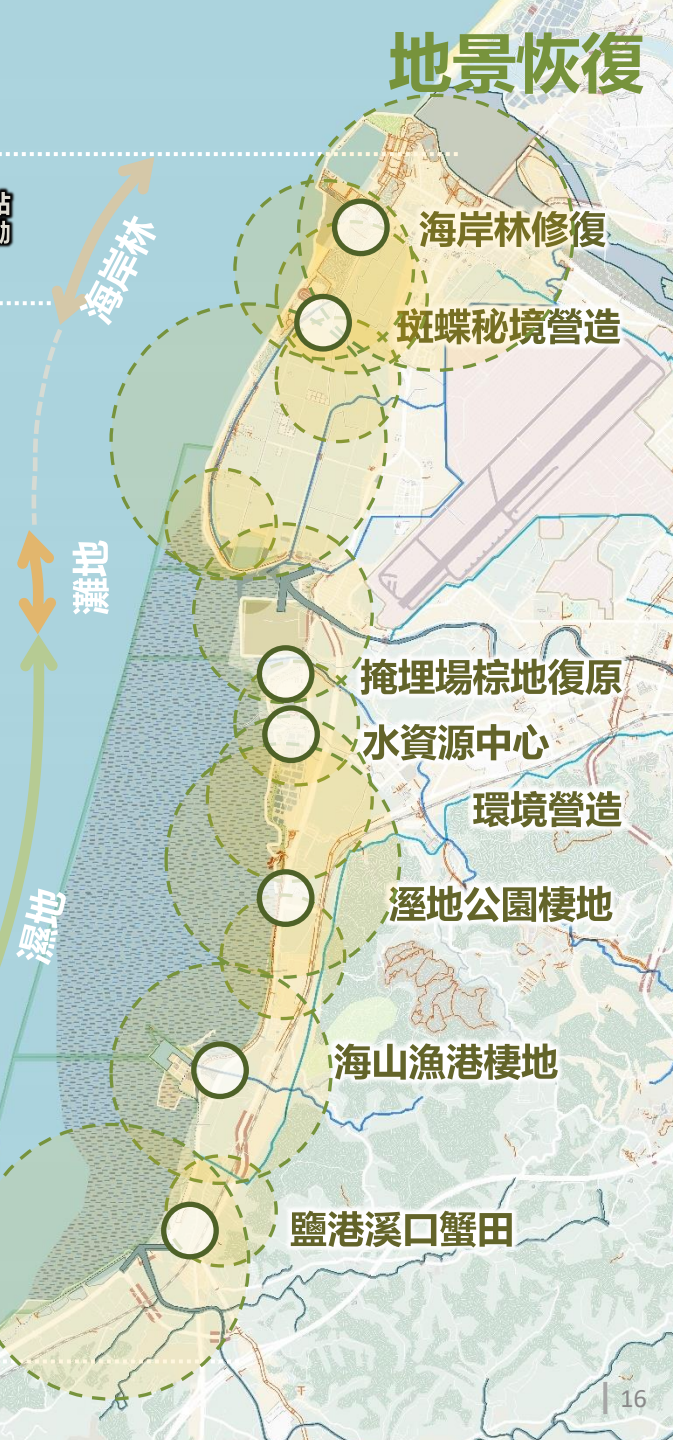 地景恢復
站
動
海岸林修復
海岸林
斑蝶秘境營造
灘地
掩埋場棕地復原
水資源中心
環境營造
濕地
溼地公園棲地
海山漁港棲地
鹽港溪口蟹田
16